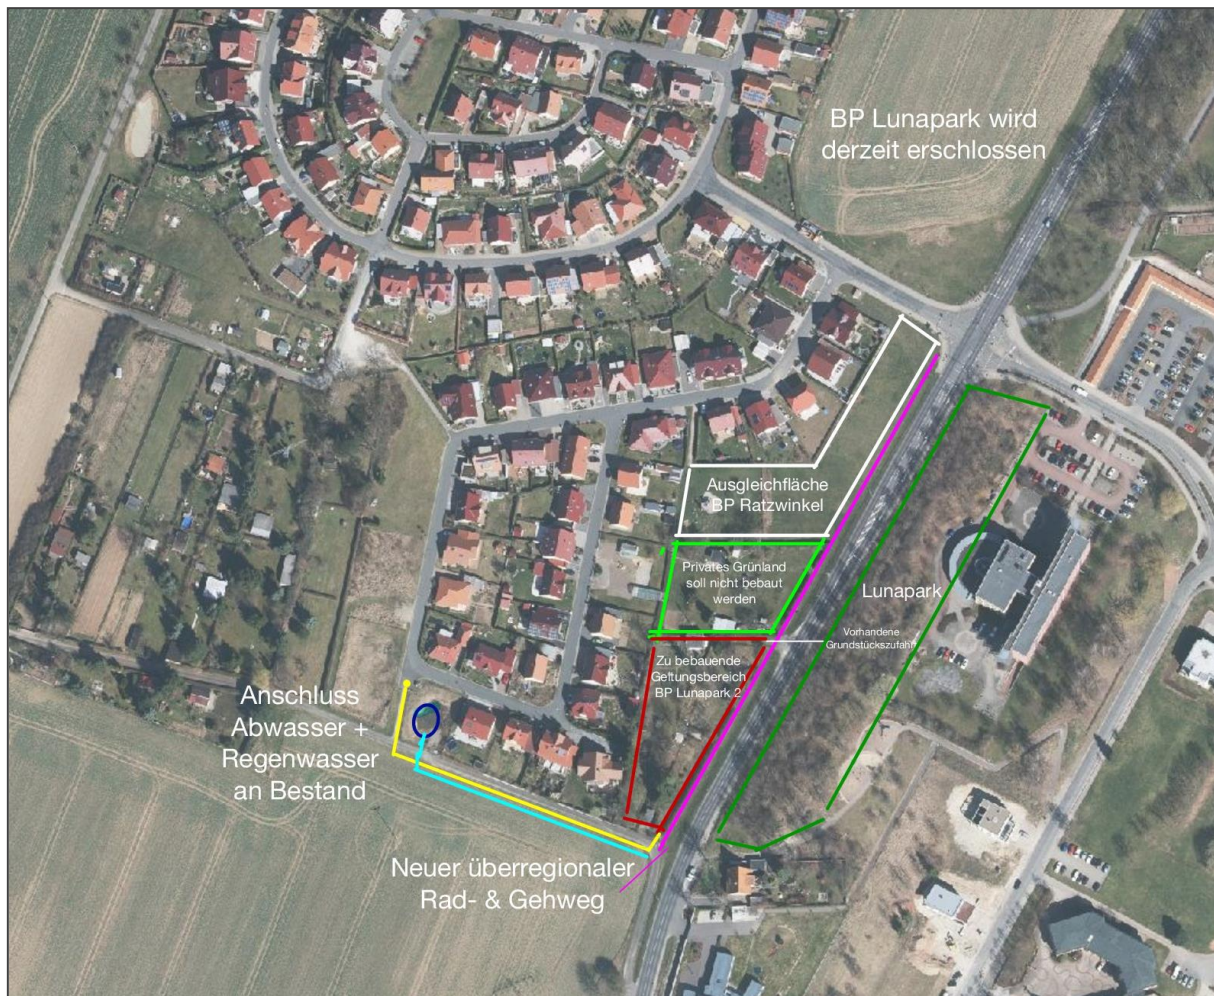 BP Lunapark wird
derzeit erschlossen
Ausgleichfläche
BP Ratzwinkel
Privates Grünland
soll nicht bebaut
werden
Lunapark
Vorhandene
Grundstückszufahrt
Zu bebauende
Geltungsbereich
BP Lunapark 2
Anschluss
Abwasser +
Regenwasser
an Bestand
Neuer überregionaler
Rad- & Gehweg